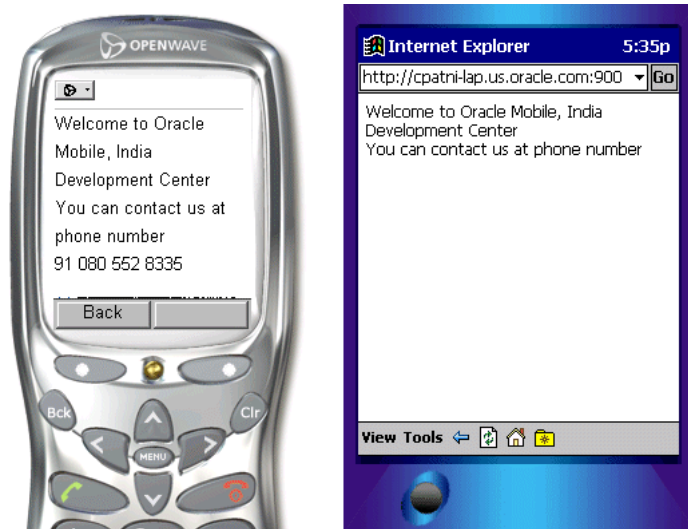 OPENWAVE
Welcome to Oracle
Mobile, India
Development Center
You can contact us at
phone number
91 080 552 8335
Back
Bck
Clr
MENU
Internet Explorer 5:35p
http://cpatni-lap.us.oracle.com:900 Go
Welcome to Oracle Mobile, India
Development Center
You can contact us at phone number
View Tools